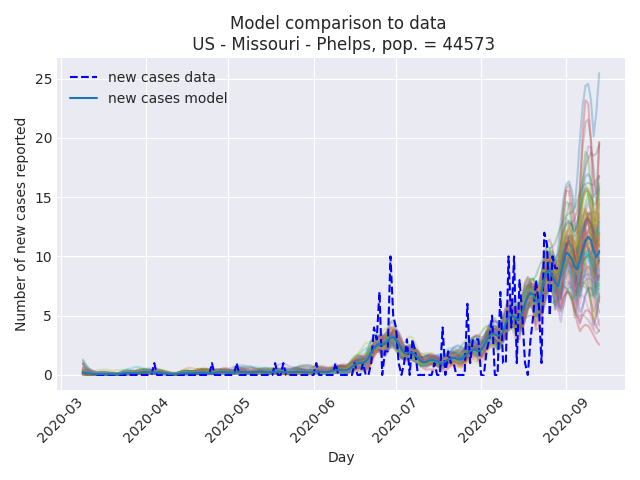 Model comparison to data
US - Missouri - Phelps, pop. = 44573
new cases data
new cases model
Number of new cases reported
25
20
15
10
5
0
2020-03
2020-04
2020-05
2020-06
2020-07
2020-08
2020-09
Day